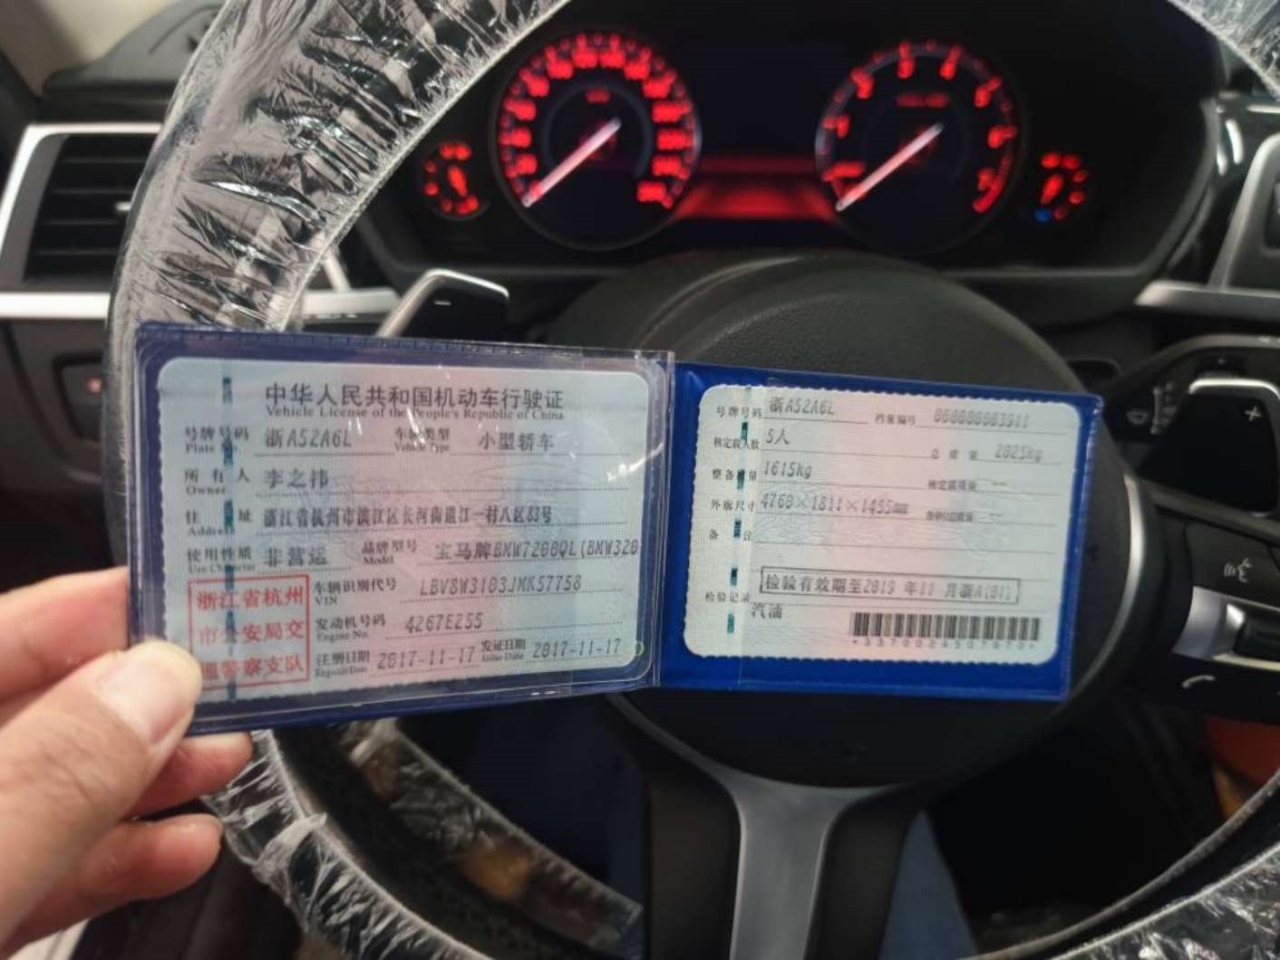 中华人民共和国机动车行驶证
Vehicle License of the People's Republic of China
号牌号码 浙A52A6L 车辆类型 小型轿车
Plate No. Vehicle Type
所有人 李之祎
Owner
住址 浙江省杭州市滨江区长河街道江一村八区83号
Address
使用性质 非营运 品牌型号 宝马牌BMW7200QL(BMW320
Use Character Model
浙江省杭州
市公安局交
通警察支队
车辆识别代号 LBV8W3103JMK57758
VIN
发动机号码 4267E255
Engine No.
注册日期 2017-11-17 发证日期 2017-11-17
Register Date Issue Date
号牌号码 浙A52A6L 档案编号
核定载人数 5人 总质量 2025kg
整备质量 1615kg 核定载质量 --
外廓尺寸 4760×1811×1455mm --
备注
检验有效期至2019 年11 月浙A(01)
检验记录
汽油